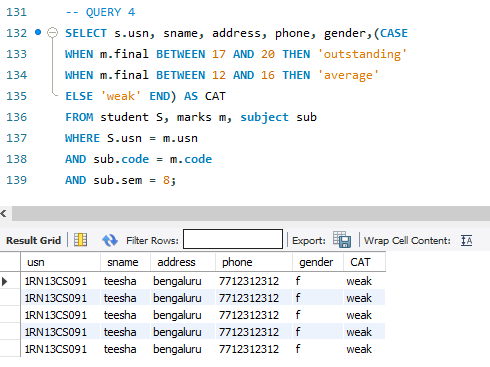 131 -- QUERY 4
132 SELECT s.usn, sname, address, phone, gender,(CASE
133 WHEN m.final BETWEEN 17 AND 20 THEN 'outstanding'
134 WHEN m.final BETWEEN 12 AND 16 THEN 'average'
135 ELSE 'weak' END) AS CAT
136 FROM student S, marks m, subject sub
137 WHERE S.usn = m.usn
138 AND sub.code = m.code
139 AND sub.sem = 8;
Result Grid Filter Rows: Export: Wrap Cell Content:
usn sname address phone gender CAT
1RN13CS091 teesha bengaluru 7712312312 f weak
1RN13CS091 teesha bengaluru 7712312312 f weak
1RN13CS091 teesha bengaluru 7712312312 f weak
1RN13CS091 teesha bengaluru 7712312312 f weak
1RN13CS091 teesha bengaluru 7712312312 f weak